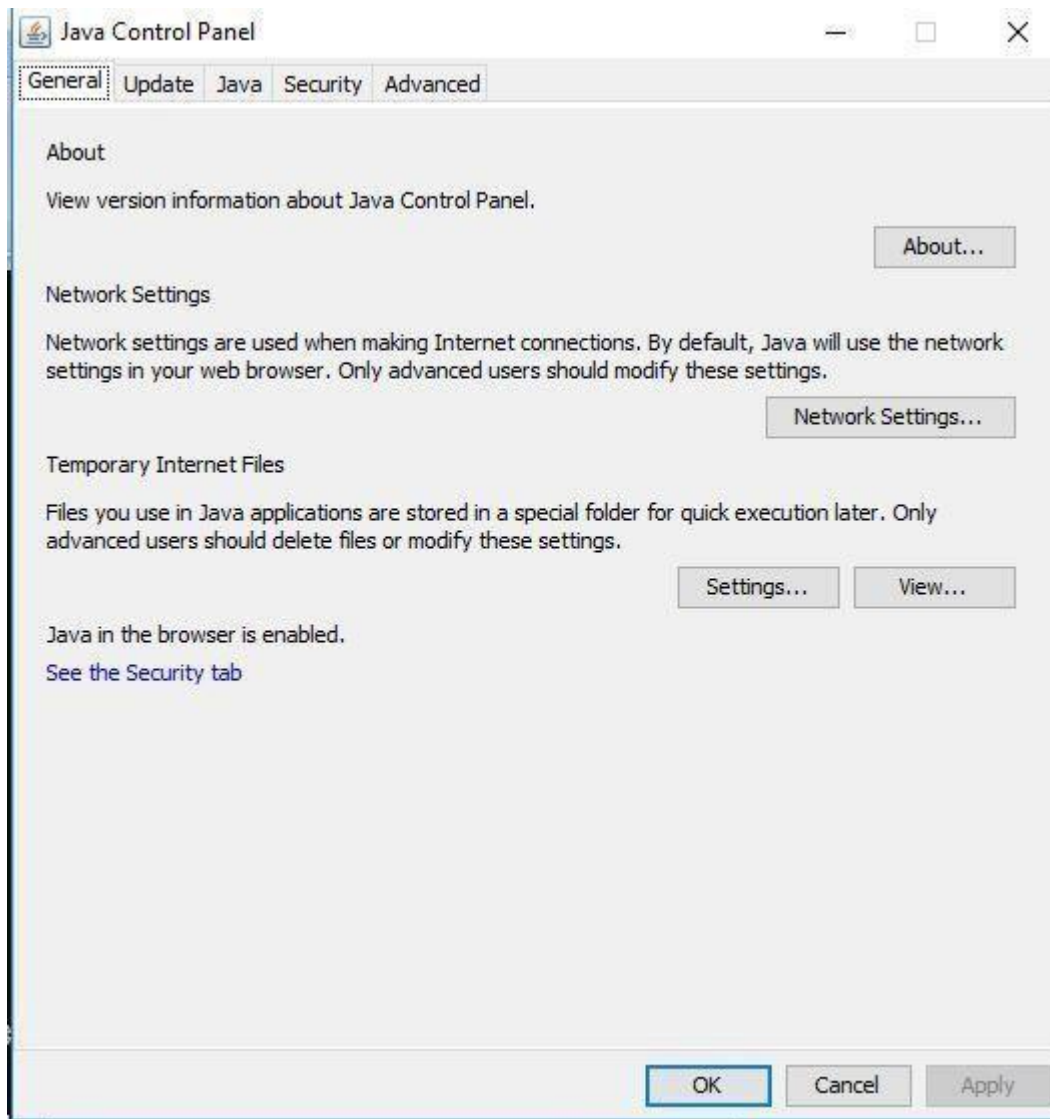 Java Control Panel
General Update Java Security Advanced
About
View version information about Java Control Panel.
About...
Network Settings
Network settings are used when making Internet connections. By default, Java will use the network
settings in your web browser. Only advanced users should modify these settings.
Network Settings...
Temporary Internet Files
Files you use in Java applications are stored in a special folder for quick execution later. Only
advanced users should delete files or modify these settings.
Settings... View...
Java in the browser is enabled.
See the Security tab
OK Cancel Apply